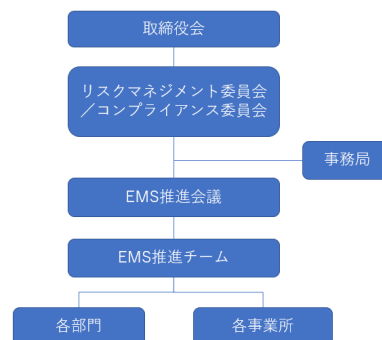 取締役会
リスクマネジメント委員会
／コンプライアンス委員会
事務局
EMS推進会議
EMS推進チーム
各部門
各事業所